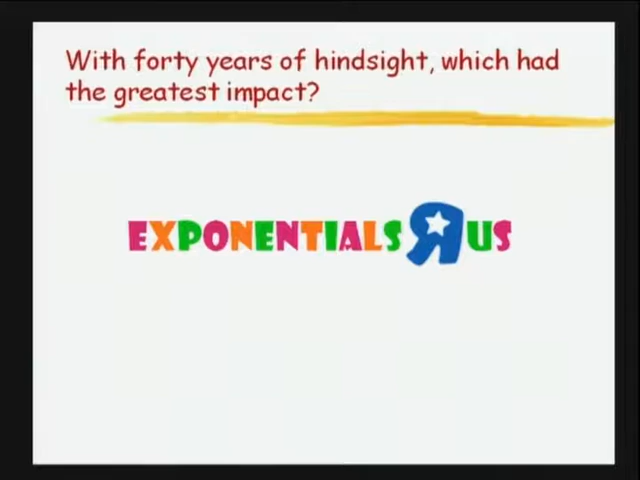 With forty years of hindsight, which had
the greatest impact?
EXPONENTIALS R US